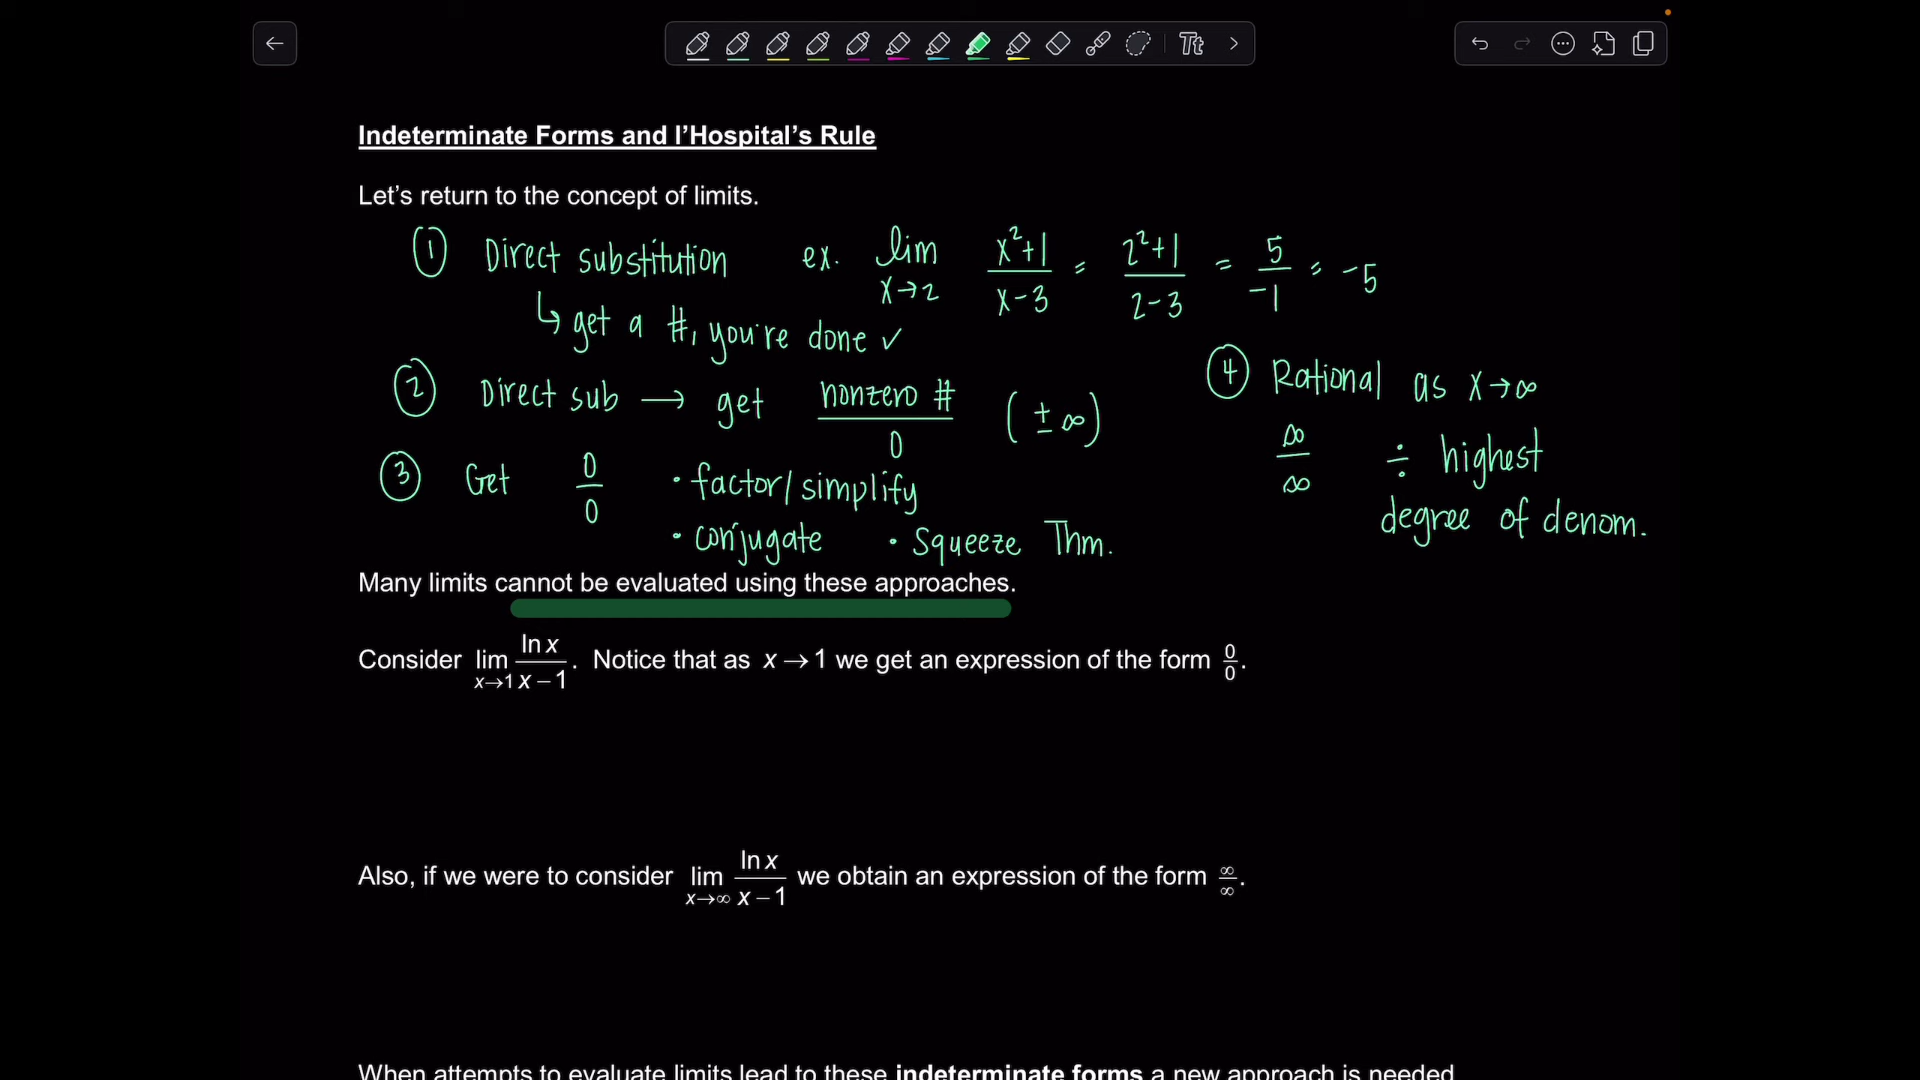 Tt
Indeterminate Forms and l’Hospital’s Rule
Let’s return to the concept of limits.
① Direct substitution ex. lim x→2 (x²+1)/(x-3) = (2²+1)/(2-3) = 5/-1 = -5
↳ get a #, you're done ✓
② Direct sub → get nonzero #/0 (±∞)
④ Rational as x→∞
∞/∞ ÷ highest
degree of denom.
③ Get 0/0 • factor/simplify
• conjugate • Squeeze Thm.
Many limits cannot be evaluated using these approaches.
Consider lim x→1 (ln x)/(x − 1). Notice that as x → 1 we get an expression of the form 0/0.
Also, if we were to consider lim x→∞ (ln x)/(x − 1) we obtain an expression of the form ∞/∞.
When attempts to evaluate limits lead to these indeterminate forms a new approach is needed